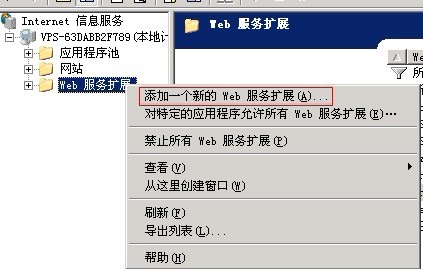 Internet 信息服务
VPS-63DABB2F789(本地计
应用程序池
网站
Web 服务扩展
Web 服务扩展
添加一个新的 Web 服务扩展(A)...
对特定的应用程序允许所有 Web 服务扩展(E)...
禁止所有 Web 服务扩展(P)
查看(V)
从这里创建窗口(W)
刷新(F)
导出列表(L)...
帮助(H)
We
所